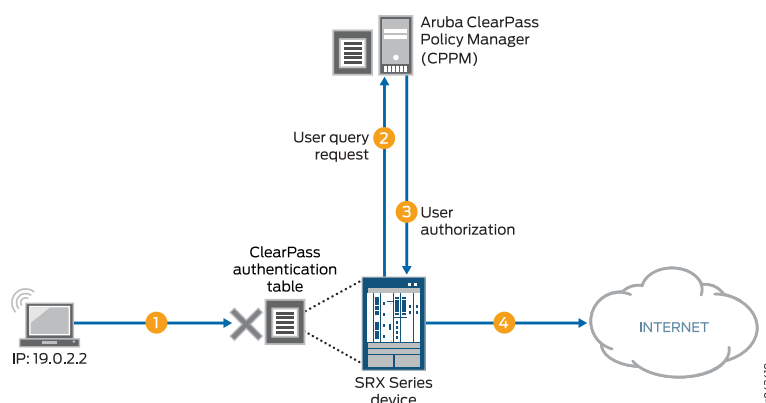 Aruba ClearPass
Policy Manager
(CPPM)
User query
request
2
3
User
authorization
ClearPass
authentication
table
1
4
INTERNET
IP: 19.0.2.2
SRX Series
device